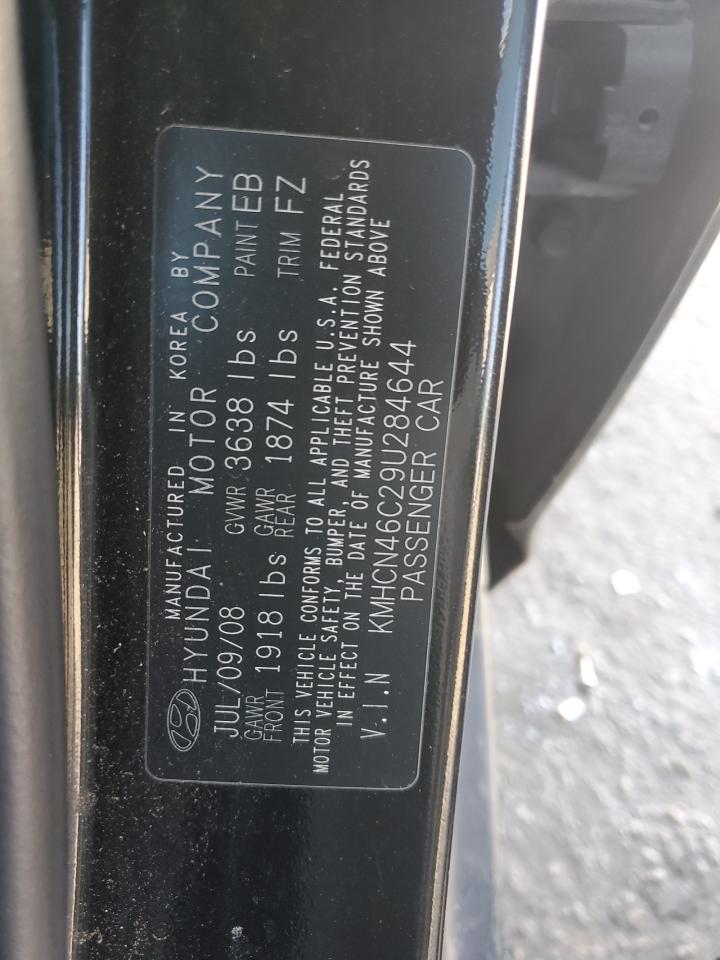 MANUFACTURED IN KOREA BY
HYUNDAI MOTOR COMPANY
JUL/09/08 GVWR 3638 lbs PAINT EB
GAWR FRONT 1918 lbs GAWR REAR 1874 lbs TRIM FZ
THIS VEHICLE CONFORMS TO ALL APPLICABLE U.S.A. FEDERAL
MOTOR VEHICLE SAFETY, BUMPER, AND THEFT PREVENTION STANDARDS
IN EFFECT ON THE DATE OF MANUFACTURE SHOWN ABOVE
V.I.N KMHCN46C29U284644
PASSENGER CAR